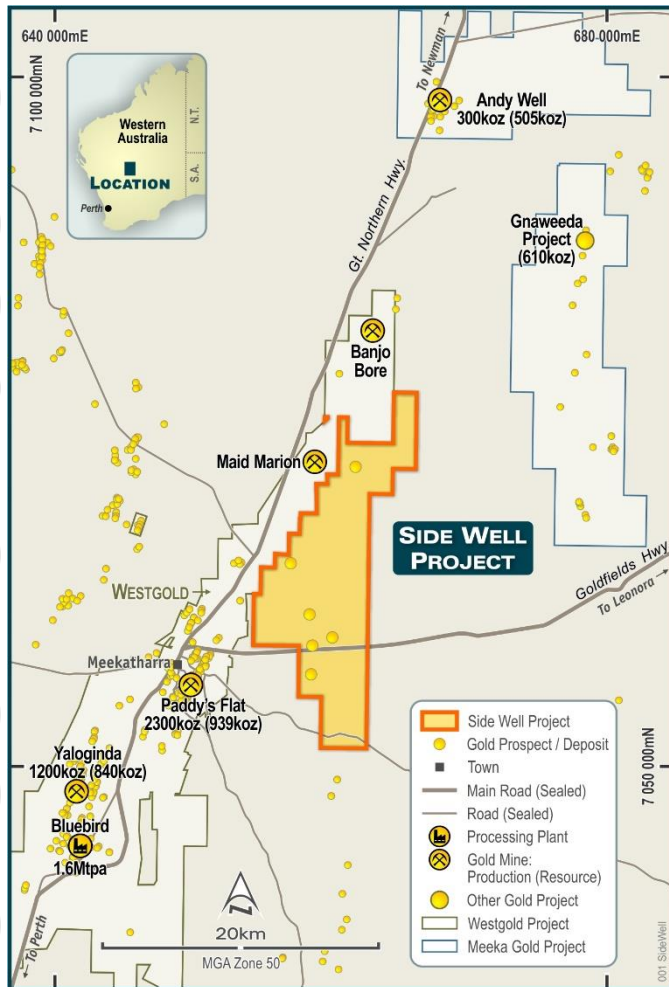 640 000mE
680 000mE
7 100 000mN
To Newman
Western
Australia
N.T.
S.A.
LOCATION
Perth
Andy Well
300koz (505koz)
Gt. Northern Hwy.
Gnaweeda
Project
(610koz)
Banjo
Bore
Maid Marion
SIDE WELL
PROJECT
Goldfields Hwy
To Leonora
WESTGOLD
Meekatharra
Paddy's Flat
2300koz (939koz)
Yaloginda
1200koz (840koz)
Bluebird
1.6Mtpa
7 050 000mN
Side Well Project
Gold Prospect / Deposit
Town
Main Road (Sealed)
Road (Sealed)
Processing Plant
Gold Mine:
Production (Resource)
Other Gold Project
Westgold Project
Meeka Gold Project
N
20km
MGA Zone 50
To Perth
001 SideWell